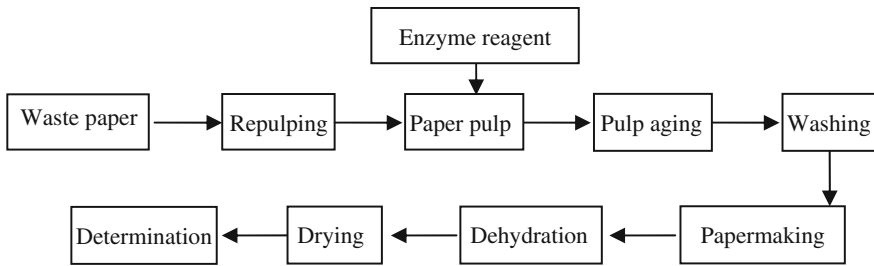 Enzyme reagent
Waste paper
Repulping
Paper pulp
Pulp aging
Washing
Papermaking
Dehydration
Drying
Determination